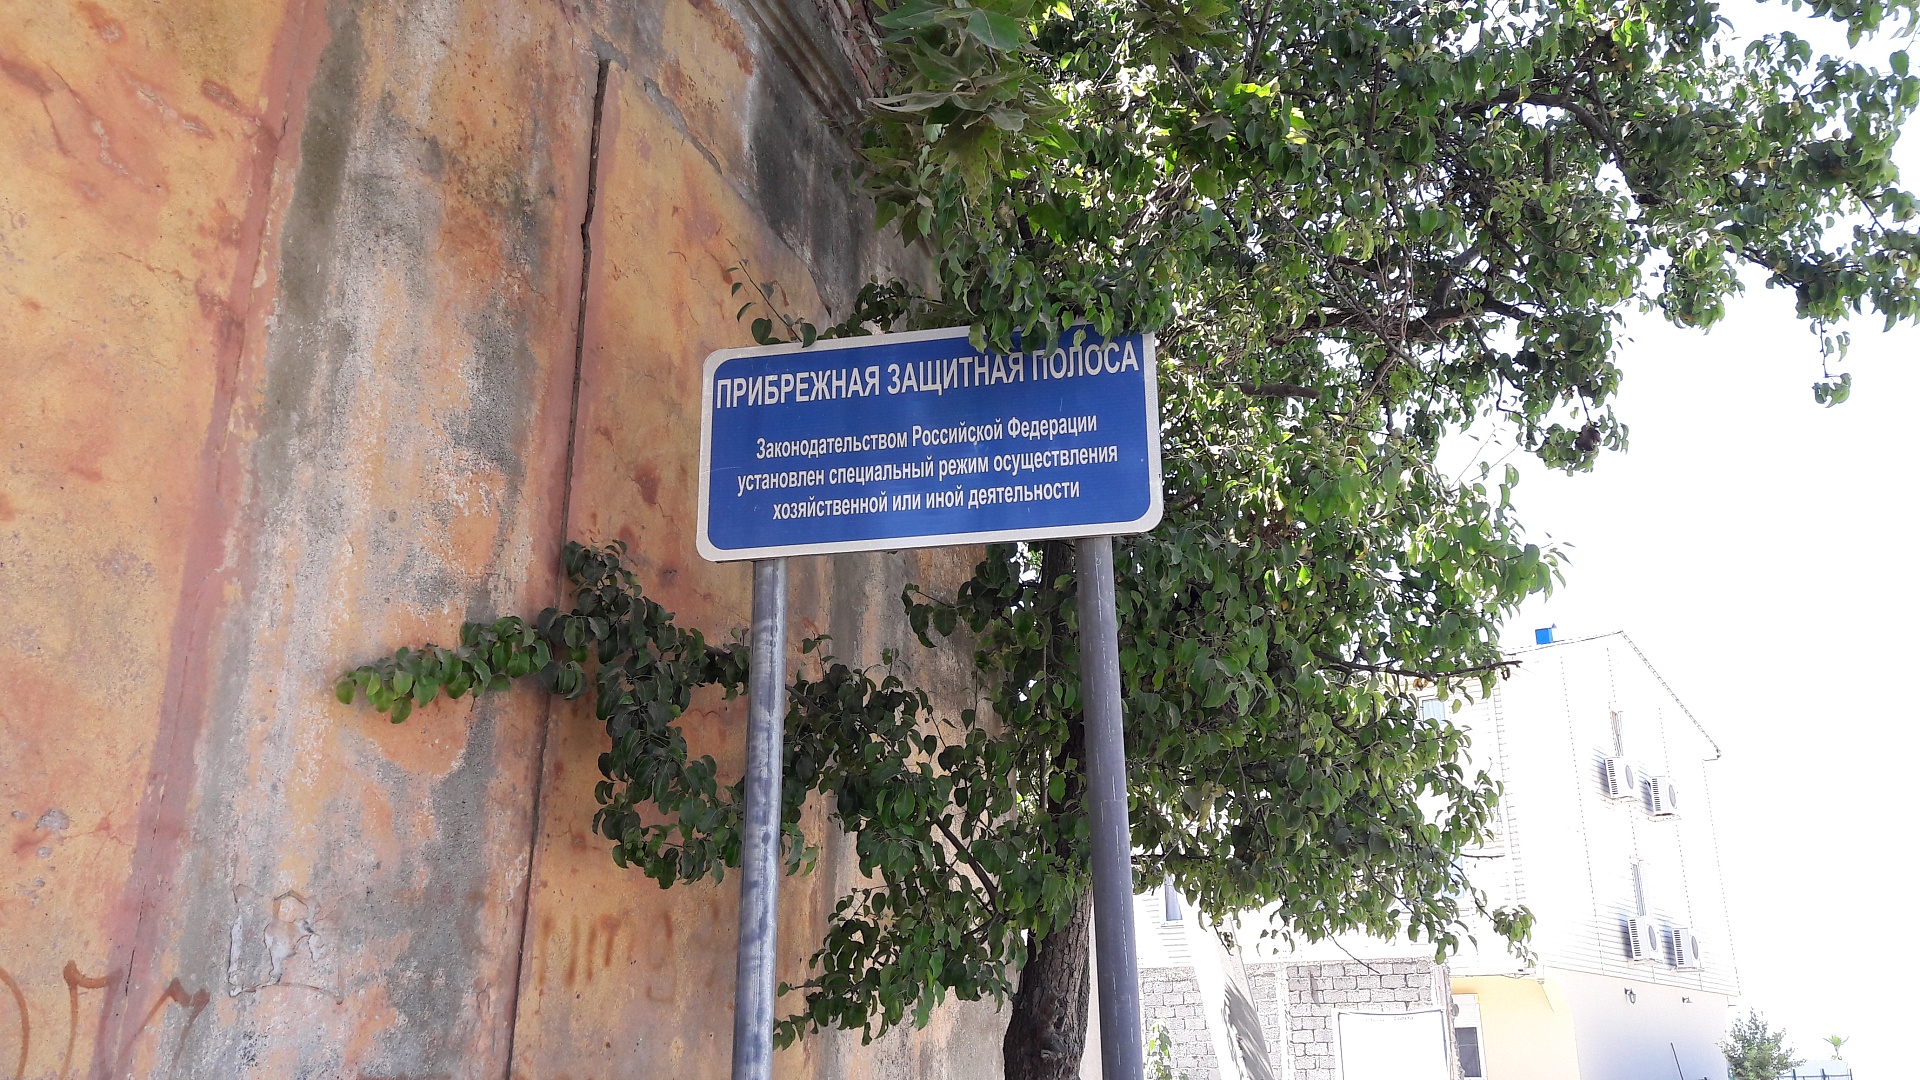 ПРИБРЕЖНАЯ ЗАЩИТНАЯ ПОЛОСА
Законодательством Российской Федерации
установлен специальный режим осуществления
хозяйственной или иной деятельности